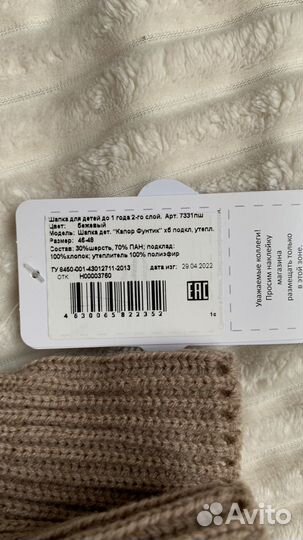 Шапка для детей до 1 года 2-го слой. Арт. 7331пш
Цвет: бежевый
Модель: Шапка дет. "Капор Фунтик" хб подкл, утепл.
Размер: 46-48
Состав: 30%шерсть, 70% ПАН; подклад:
100%хлопок; утеплитель 100% полиэфир
ТУ 8450-001-43012711-2013 дата изг: 29.04.2022
ОТК Н00003760
EAC
4630065822352
1с
Уважаемые коллеги!
Просим наклейку
магазина
размещать только
в этой зоне.
Avito